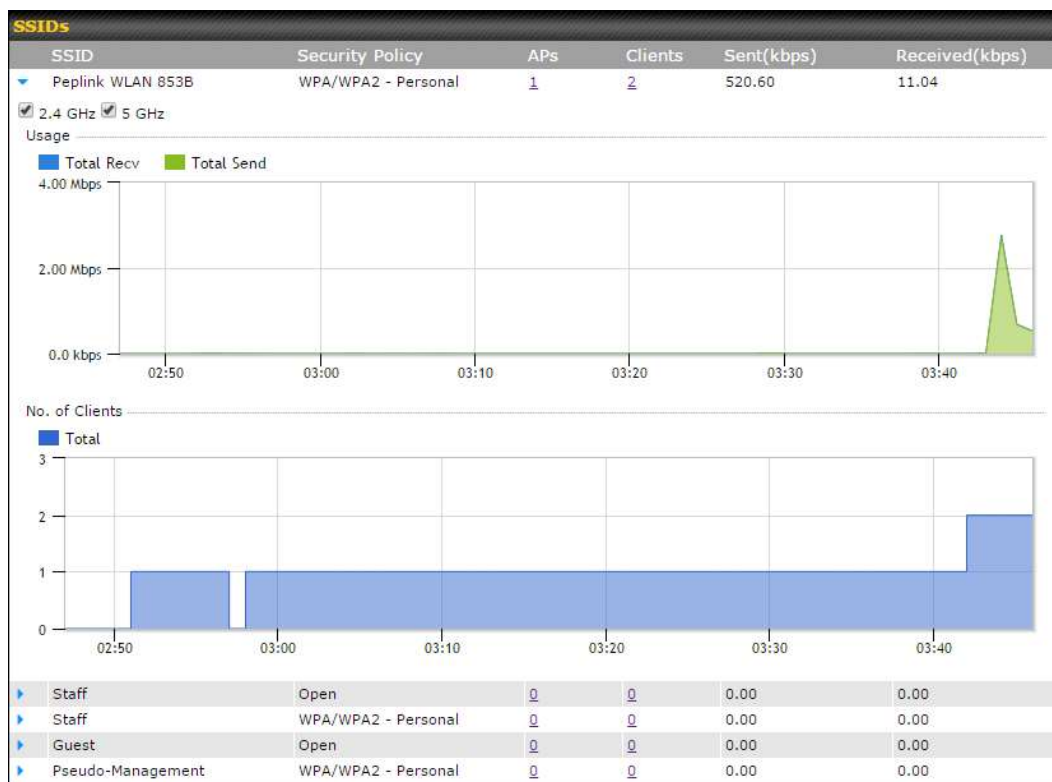 SSIDs
SSID Security Policy APs Clients Sent(kbps) Received(kbps)
Peplink WLAN 853B WPA/WPA2 - Personal 1 2 520.60 11.04
2.4 GHz 5 GHz
Usage
Total Recv Total Send
4.00 Mbps
2.00 Mbps
0.0 kbps
02:50 03:00 03:10 03:20 03:30 03:40
No. of Clients
Total
3
2
1
0
02:50 03:00 03:10 03:20 03:30 03:40
Staff Open 0 0 0.00 0.00
Staff WPA/WPA2 - Personal 0 0 0.00 0.00
Guest Open 0 0 0.00 0.00
Pseudo-Management WPA/WPA2 - Personal 0 0 0.00 0.00